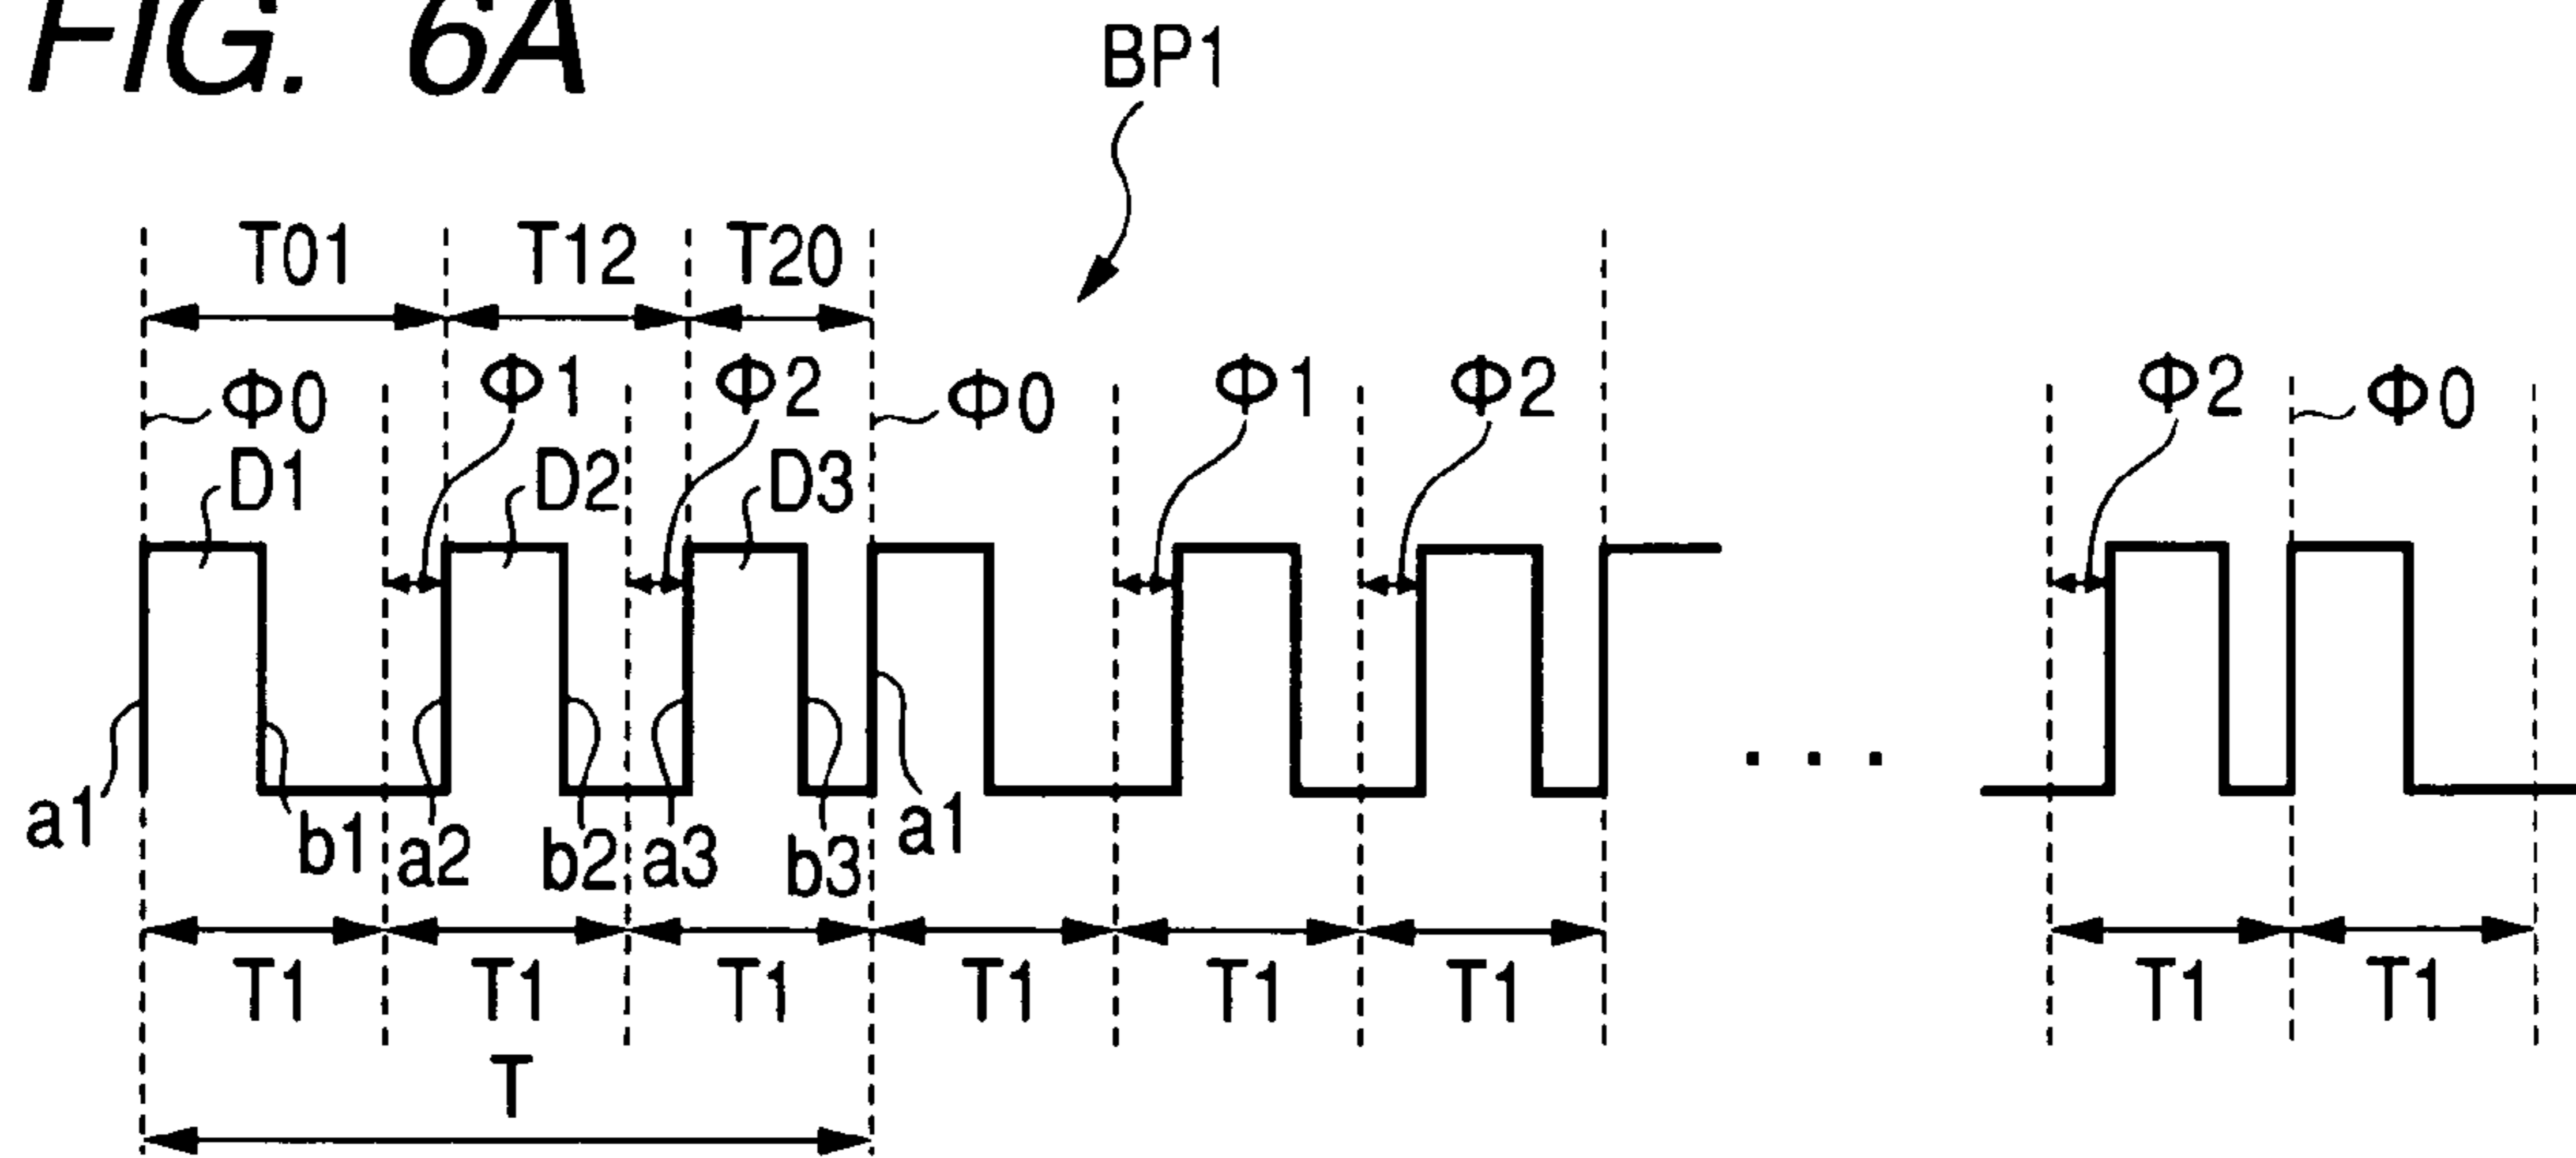 FIG. 6A
BP1
T01 T12 T20
Φ0 Φ1 Φ2 Φ0 Φ1 Φ2 Φ2 Φ0
D1 D2 D3
a1 b1 a2 b2 a3 b3 a1
T1 T1 T1 T1 T1 T1 . . . T1 T1
T